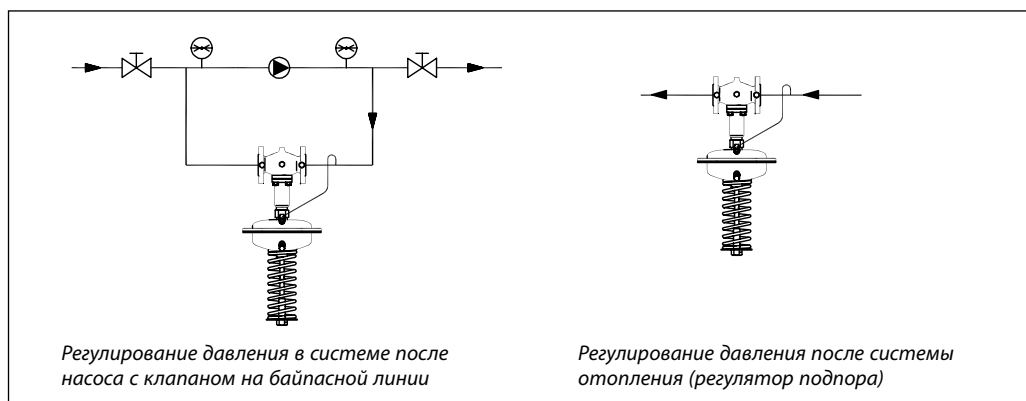 Регулирование давления в системе после
насоса с клапаном на байпасной линии
Регулирование давления после системы
отопления (регулятор подпора)